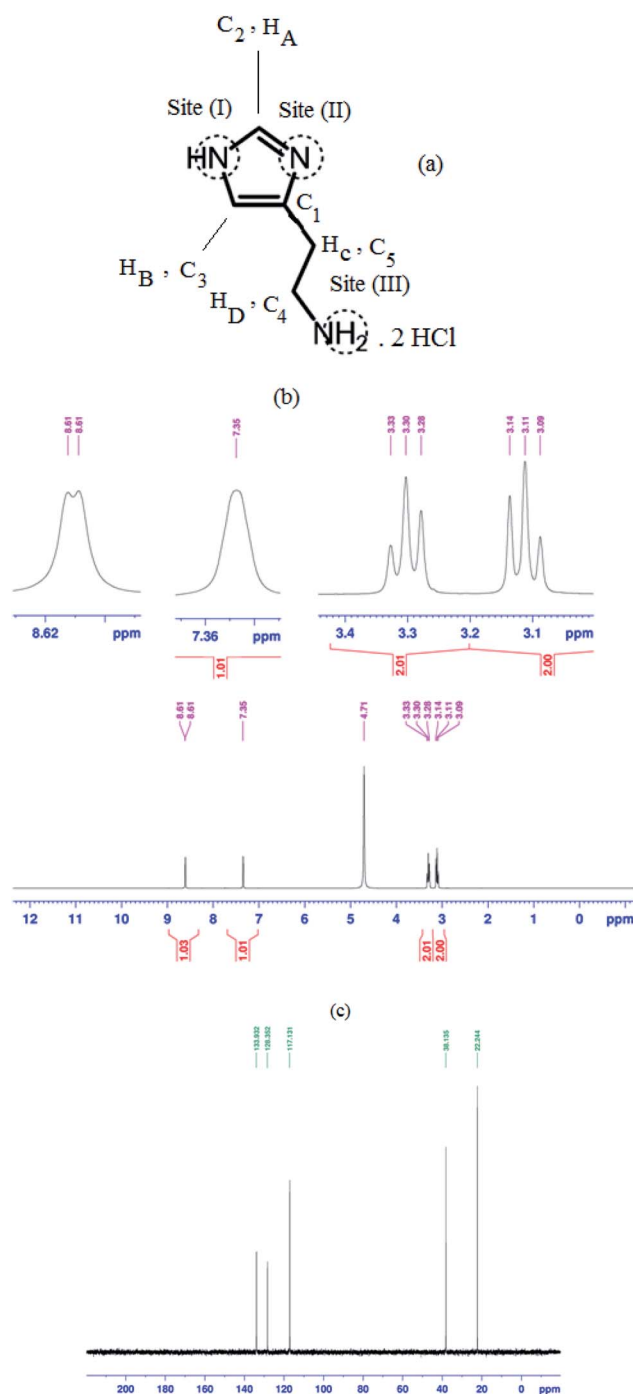 C2 , HA
Site (I) Site (II)
HN N
(a)
C1
HB , C3
Hc, C5
HD, C4
Site (III)
NH2 . 2 HCl
(b)
8.61 8.61 7.35 3.33 3.30 3.28 3.14 3.11 3.09
8.62 ppm 7.36 ppm 3.4 3.3 3.2 3.1 ppm
1.01 2.01 2.00
8.61 8.61 7.35 4.71 3.33 3.30 3.28 3.14 3.11 3.09
12 11 10 9 8 7 6 5 4 3 2 1 0 ppm
1.03 1.01 2.01 2.00
(c)
133.932 117.131 38.135 22.244
200 180 160 140 120 100 80 60 40 20 0 ppm